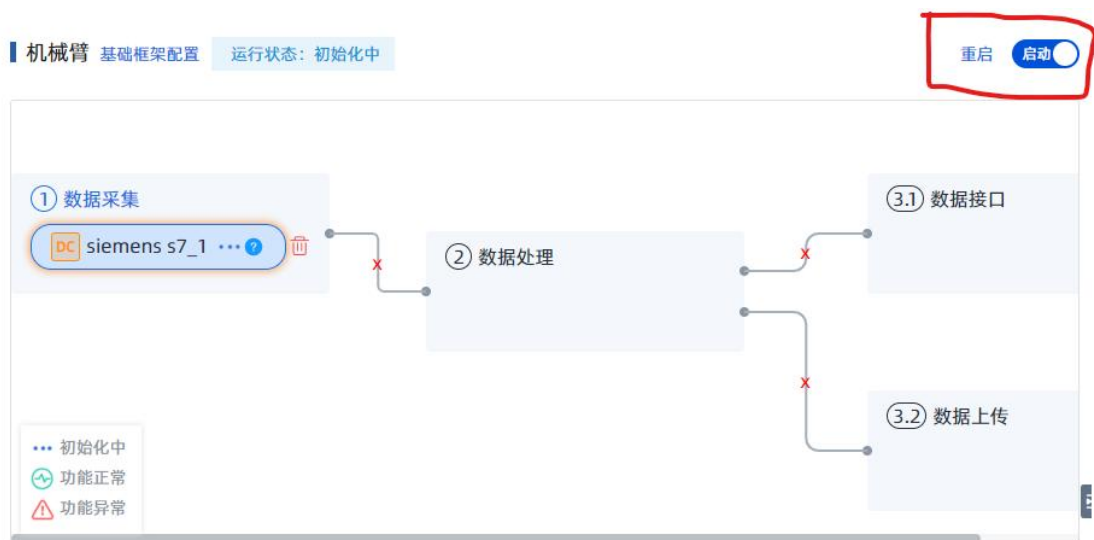 机械臂 基础框架配置 运行状态：初始化中 重启 启动
1 数据采集
DC siemens s7_1 ... ?
x
2 数据处理
3.1 数据接口
x
x
3.2 数据上传
... 初始化中
功能正常
功能异常